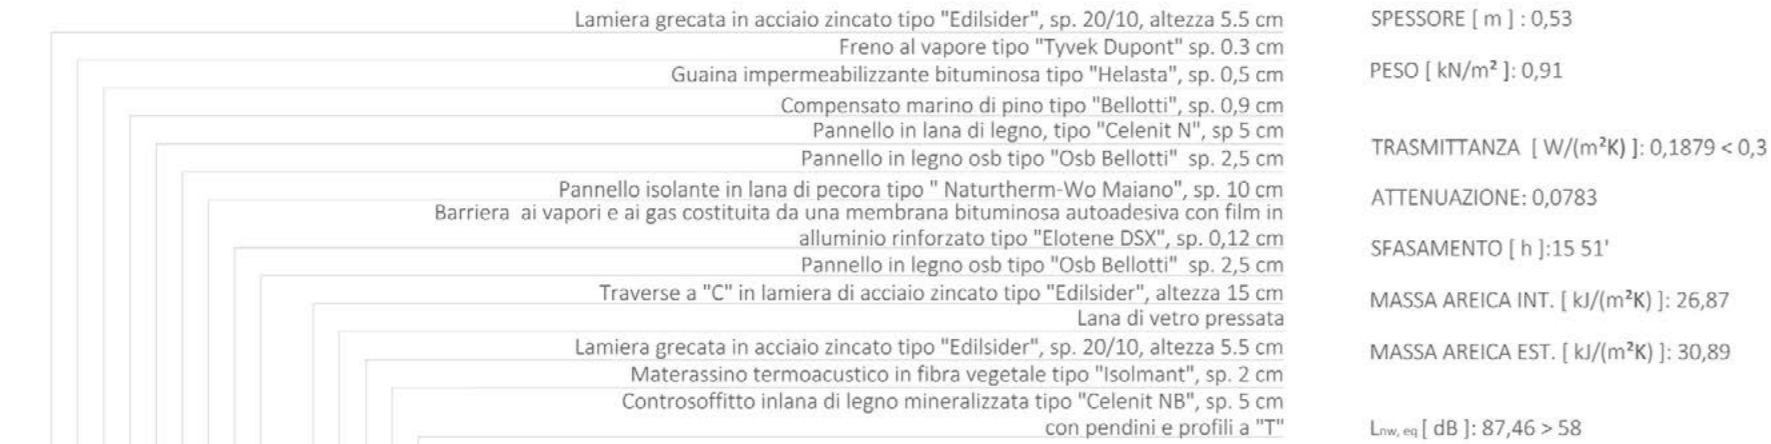 Lamiera grecata in acciaio zincato tipo "Edilsider", sp. 20/10, altezza 5.5 cm
Freno al vapore tipo "Tyvek Dupont" sp. 0.3 cm
Guaina impermeabilizzante bituminosa tipo "Helasta", sp. 0,5 cm
Compensato marino di pino tipo "Bellotti", sp. 0,9 cm
Pannello in lana di legno, tipo "Celenit N", sp 5 cm
Pannello in legno osb tipo "Osb Bellotti" sp. 2,5 cm
Pannello isolante in lana di pecora tipo " Naturtherm-Wo Maiano", sp. 10 cm
Barriera ai vapori e ai gas costituita da una membrana bituminosa autoadesiva con film in
alluminio rinforzato tipo "Elotene DSX", sp. 0,12 cm
Pannello in legno osb tipo "Osb Bellotti" sp. 2,5 cm
Traverse a "C" in lamiera di acciaio zincato tipo "Edilsider", altezza 15 cm
Lana di vetro pressata
Lamiera grecata in acciaio zincato tipo "Edilsider", sp. 20/10, altezza 5.5 cm
Materassino termoacustico in fibra vegetale tipo "Isolmant", sp. 2 cm
Controsoffitto inlana di legno mineralizzata tipo "Celenit NB", sp. 5 cm
con pendini e profili a "T"
SPESSORE [ m ] : 0,53
PESO [ kN/m² ]: 0,91
TRASMITTANZA [ W/(m²K) ]: 0,1879 < 0,3
ATTENUAZIONE: 0,0783
SFASAMENTO [ h ]:15 51'
MASSA AREICA INT. [ kJ/(m²K) ]: 26,87
MASSA AREICA EST. [ kJ/(m²K) ]: 30,89
Lnw, eq [ dB ]: 87,46 > 58